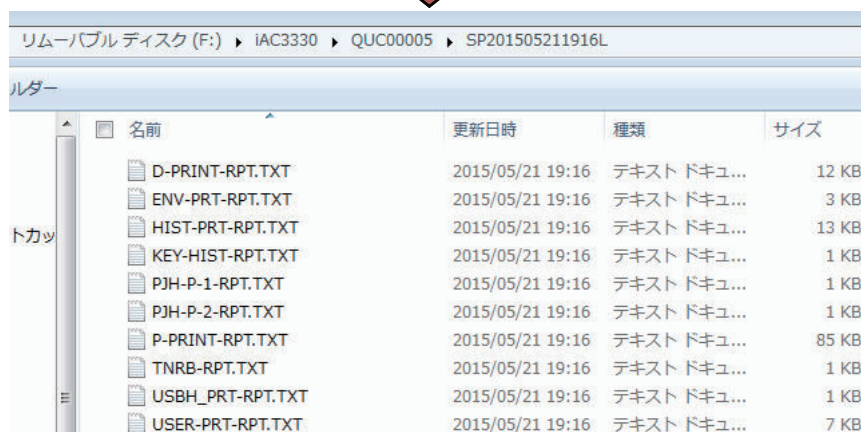 リムーバブル ディスク (F:) ▸ iAC3330 ▸ QUC00005 ▸ SP201505211916L
ルダー
名前 更新日時 種類 サイズ
D-PRINT-RPT.TXT 2015/05/21 19:16 テキスト ドキュ... 12 KB
ENV-PRT-RPT.TXT 2015/05/21 19:16 テキスト ドキュ... 3 KB
HIST-PRT-RPT.TXT 2015/05/21 19:16 テキスト ドキュ... 13 KB
トカッ
KEY-HIST-RPT.TXT 2015/05/21 19:16 テキスト ドキュ... 1 KB
PJH-P-1-RPT.TXT 2015/05/21 19:16 テキスト ドキュ... 1 KB
PJH-P-2-RPT.TXT 2015/05/21 19:16 テキスト ドキュ... 1 KB
P-PRINT-RPT.TXT 2015/05/21 19:16 テキスト ドキュ... 85 KB
TNRB-RPT.TXT 2015/05/21 19:16 テキスト ドキュ... 1 KB
USBH_PRT-RPT.TXT 2015/05/21 19:16 テキスト ドキュ... 1 KB
USER-PRT-RPT.TXT 2015/05/21 19:16 テキスト ドキュ... 7 KB